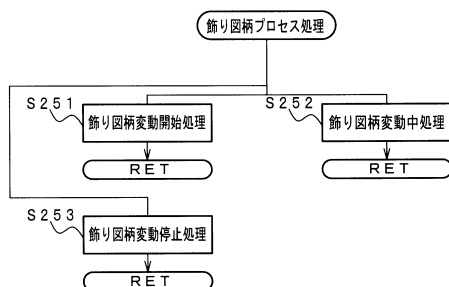 飾り図柄プロセス処理
S251
S252
飾り図柄変動開始処理
飾り図柄変動中処理
RET
RET
S253
飾り図柄変動停止処理
RET